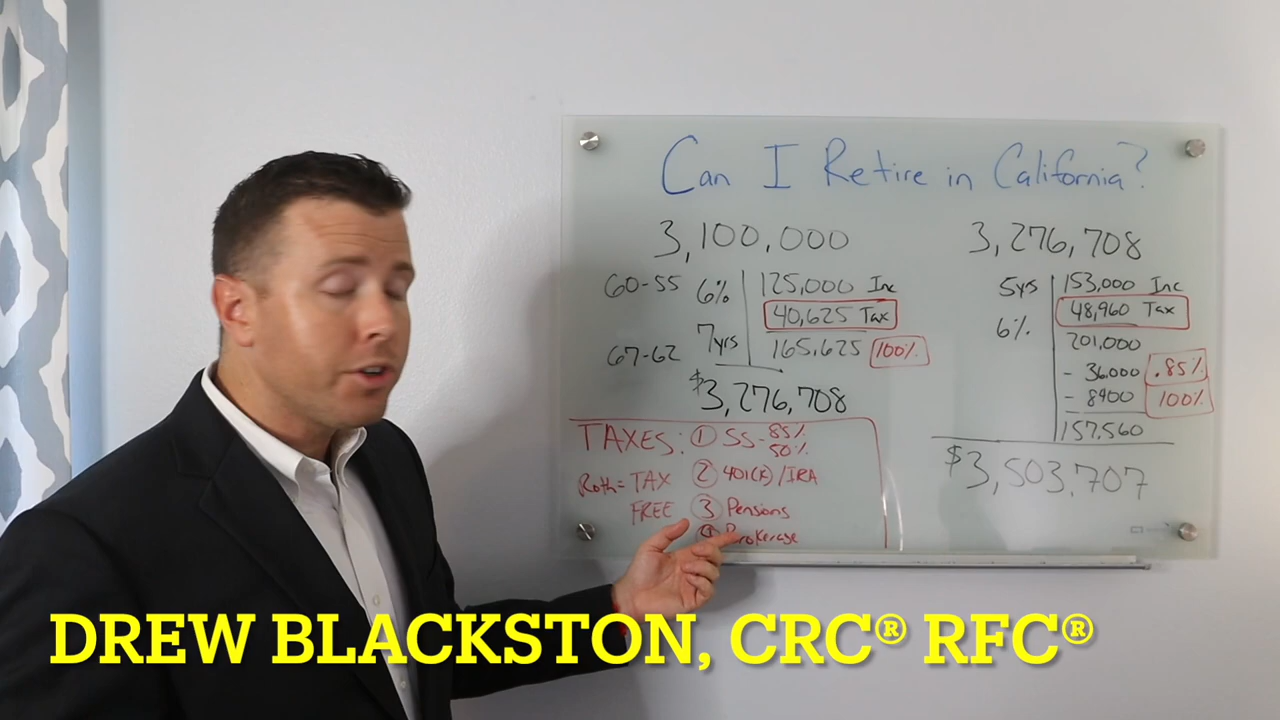 Can I Retire in California?
3,100,000
60-55 6% 125,000 Inc
40,625 Tax
67-62 7yrs 165,625 100%
$3,276,708
TAXES: 1 SS-85%
50%
Roth= TAX 2 401(K)/IRA
FREE 3 Pensions
4 Brokerage
3,276,708
5yrs 153,000 Inc
6% 48,960 Tax
201,000
- 36,000 .85%
- 8400 100%
157,560
$3,503,707
DREW BLACKSTON, CRC® RFC®